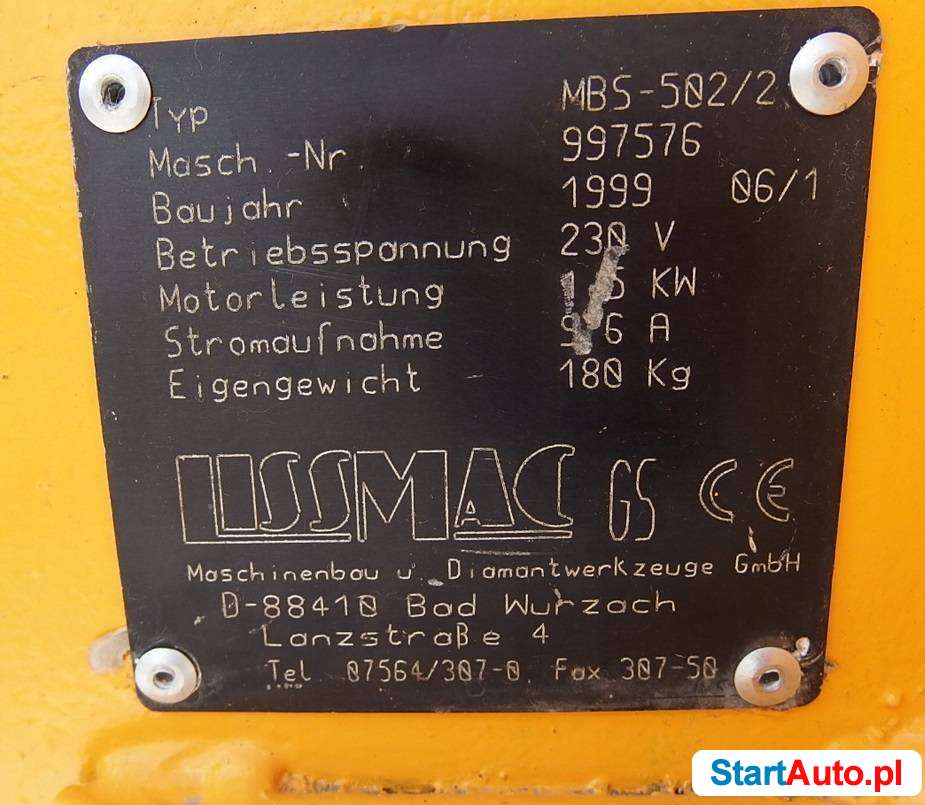 Typ MBS-502/2
Masch.-Nr. 997576
Baujahr 1999 06/1
Betriebsspannung 230 V
Motorleistung KW
Stromaufnahme A
Eigengewicht 180 Kg
LISSMAC GS CE
Maschinenbau u. Diamantwerkzeuge GmbH
D-88410 Bad Wurzach
Lanzstraße 4
Tel. 07564/307-0 Fax 307-50
StartAuto.pl